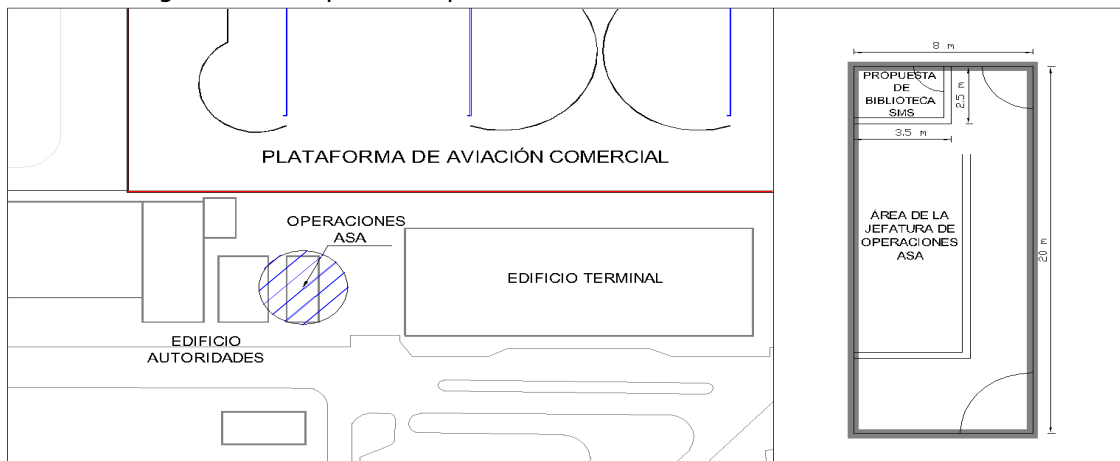 PLATAFORMA DE AVIACIÓN COMERCIAL
OPERACIONES
ASA
EDIFICIO TERMINAL
EDIFICIO
AUTORIDADES
8 m
PROPUESTA
DE
BIBLIOTECA
SMS
2.5 m
3.5 m
ÁREA DE LA
JEFATURA DE
OPERACIONES
ASA
20 m